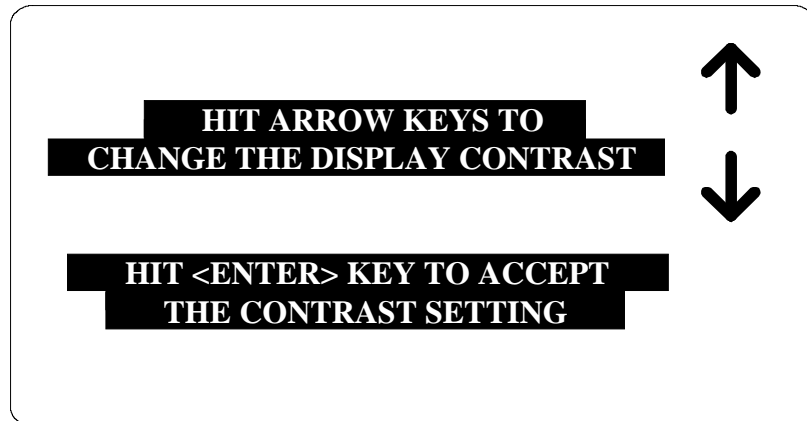 HIT ARROW KEYS TO
CHANGE THE DISPLAY CONTRAST
HIT <ENTER> KEY TO ACCEPT
THE CONTRAST SETTING